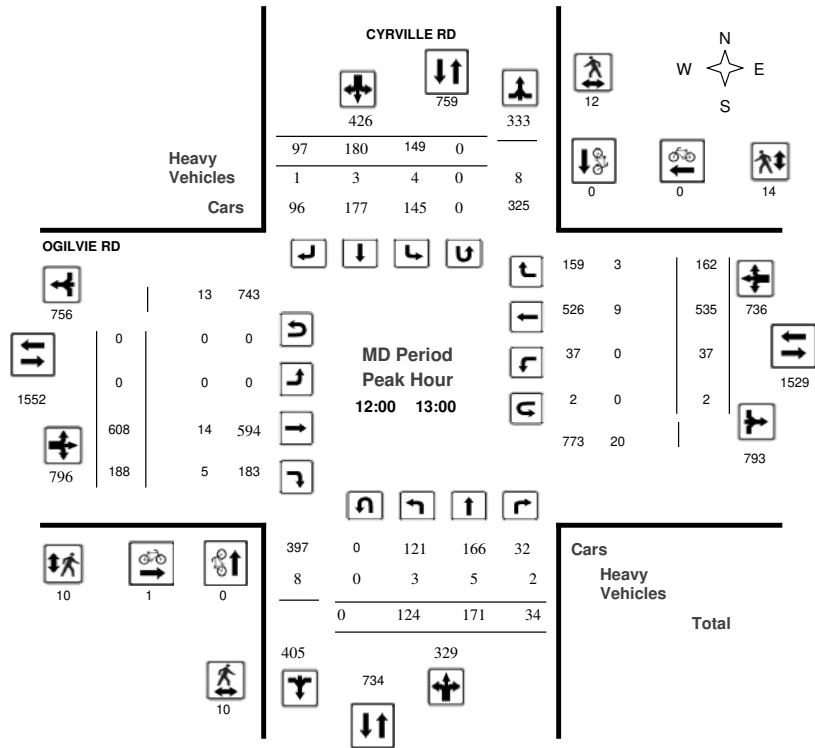 CYRVILLE RD
N
W E
S
759
12
426 333
97 180 149 0
Heavy
Vehicles
1 3 4 0 8
Cars
96 177 145 0 325
0 0 14
OGILVIE RD
756
13 743
159 3 162
736
0 0 0
526 9 535
MD Period
Peak Hour
12:00 13:00
1552
0 0 0
37 0 37
1529
2 0 2
608 14 594
796
188 5 183
773 20
793
397 0 121 166 32
Cars
8 0 3 5 2
Heavy
Vehicles
10 1 0
0 124 171 34
Total
405 329
734
10